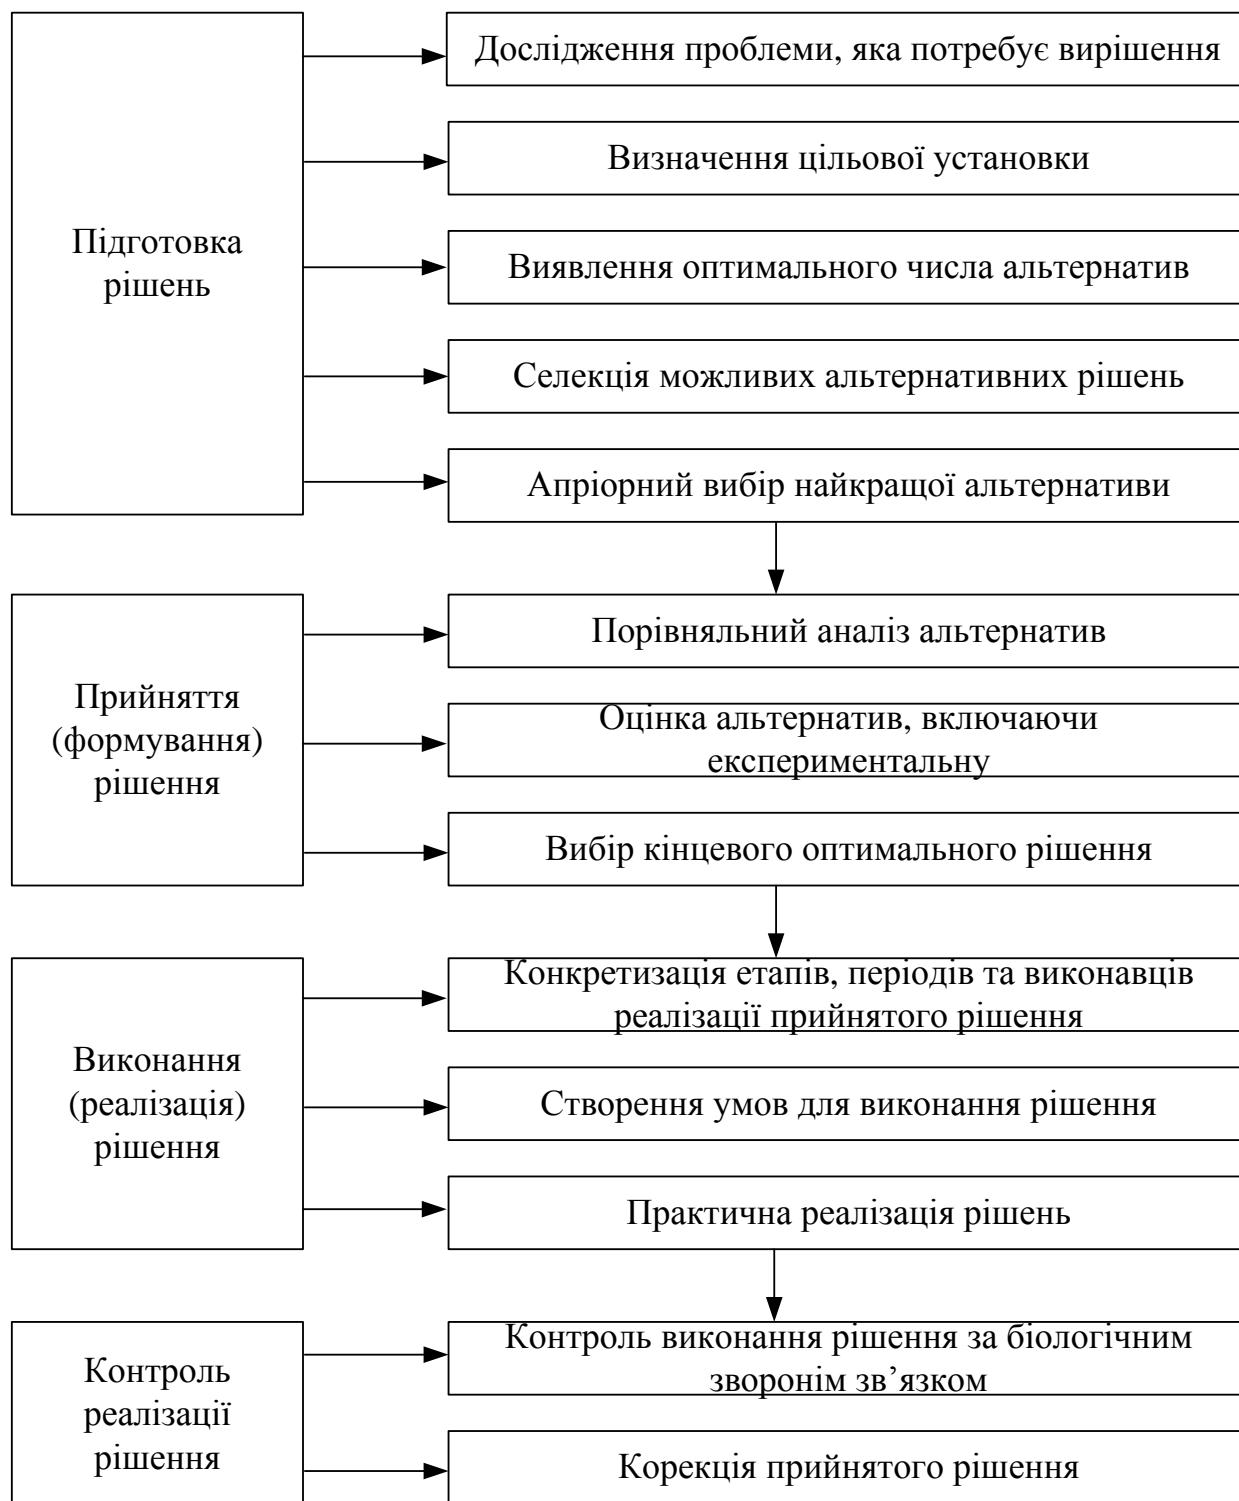 Підготовка
рішень
Дослідження проблеми, яка потребує вирішення
Визначення цільової установки
Виявлення оптимального числа альтернатив
Селекція можливих альтернативних рішень
Апріорний вибір найкращої альтернативи
Прийняття
(формування)
рішення
Порівняльний аналіз альтернатив
Оцінка альтернатив, включаючи
експериментальну
Вибір кінцевого оптимального рішення
Виконання
(реалізація)
рішення
Конкретизація етапів, періодів та виконавців
реалізації прийнятого рішення
Створення умов для виконання рішення
Практична реалізація рішень
Контроль
реалізації
рішення
Контроль виконання рішення за біологічним
зворонім зв’язком
Корекція прийнятого рішення